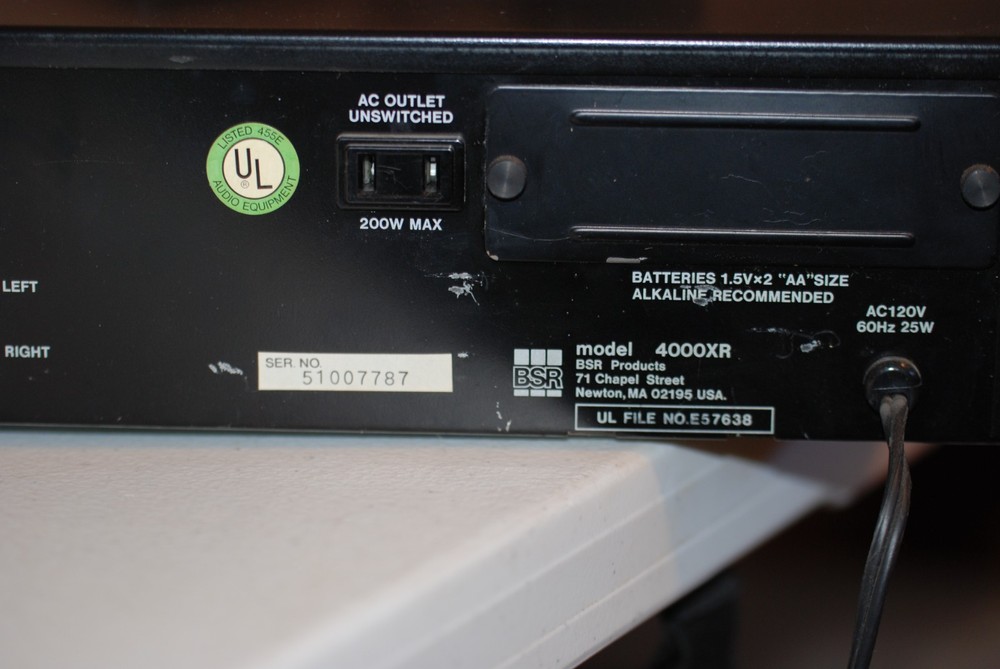 LISTED 455E
UL
®
AUDIO EQUIPMENT
AC OUTLET
UNSWITCHED
200W MAX
LEFT
RIGHT
BATTERIES 1.5V×2 "AA"SIZE
ALKALINE RECOMMENDED
AC120V
60Hz 25W
SER. NO.
51007787
BSR
model 4000XR
BSR Products
71 Chapel Street
Newton, MA 02195 USA.
UL FILE NO.E57638